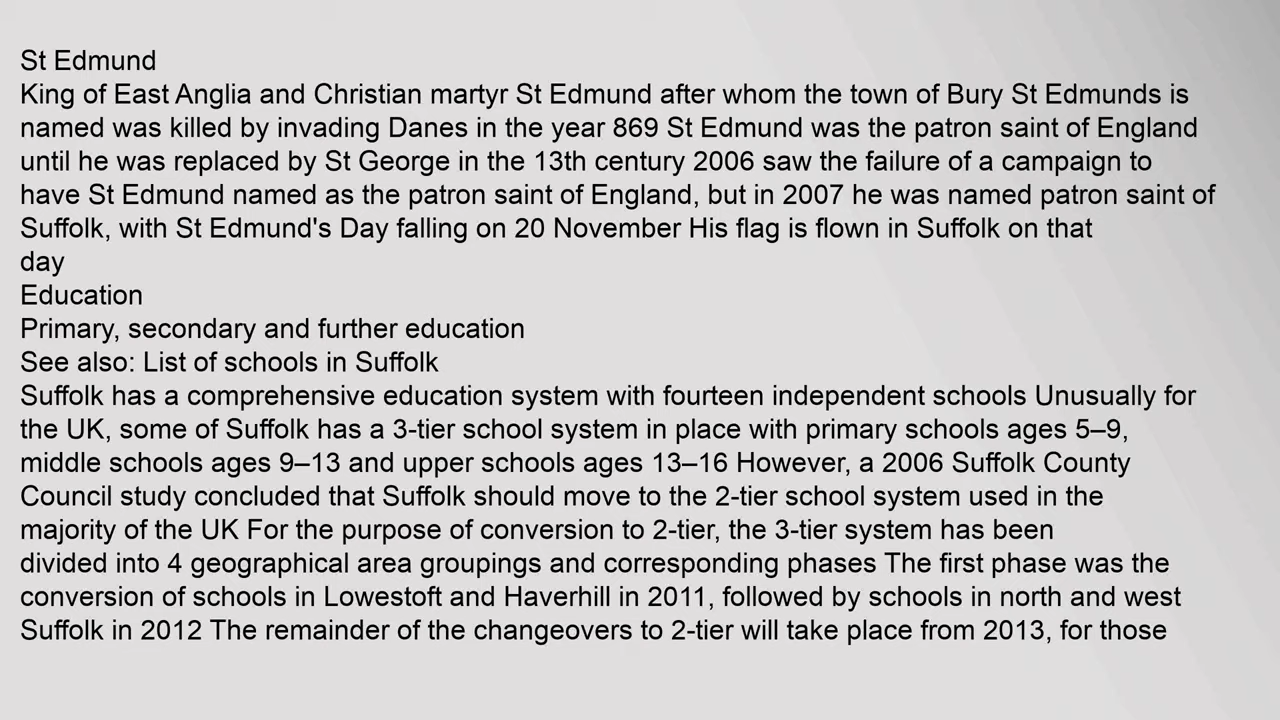 St Edmund
King of East Anglia and Christian martyr St Edmund after whom the town of Bury St Edmunds is
named was killed by invading Danes in the year 869 St Edmund was the patron saint of England
until he was replaced by St George in the 13th century 2006 saw the failure of a campaign to
have St Edmund named as the patron saint of England, but in 2007 he was named patron saint of
Suffolk, with St Edmund's Day falling on 20 November His flag is flown in Suffolk on that
day
Education
Primary, secondary and further education
See also: List of schools in Suffolk
Suffolk has a comprehensive education system with fourteen independent schools Unusually for
the UK, some of Suffolk has a 3-tier school system in place with primary schools ages 5–9,
middle schools ages 9–13 and upper schools ages 13–16 However, a 2006 Suffolk County
Council study concluded that Suffolk should move to the 2-tier school system used in the
majority of the UK For the purpose of conversion to 2-tier, the 3-tier system has been
divided into 4 geographical area groupings and corresponding phases The first phase was the
conversion of schools in Lowestoft and Haverhill in 2011, followed by schools in north and west
Suffolk in 2012 The remainder of the changeovers to 2-tier will take place from 2013, for those